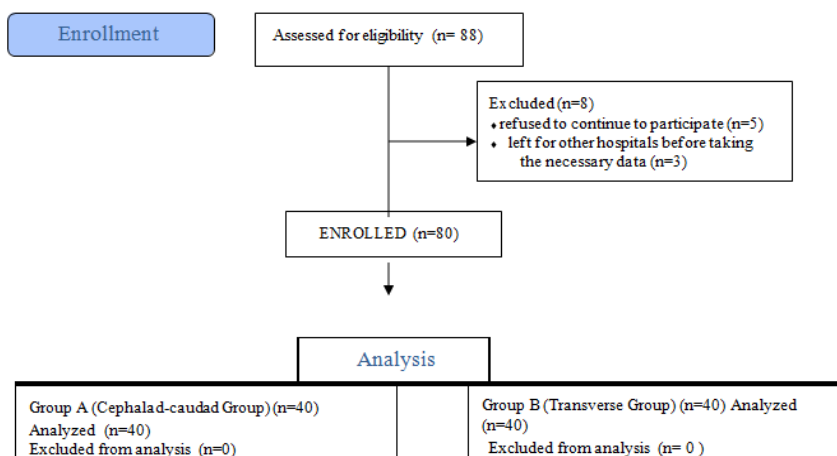 Enrollment
Assessed for eligibility (n= 88)
Excluded (n=8)
♦refused to continue to participate (n=5)
♦ left for other hospitals before taking
the necessary data (n=3)
ENROLLED (n=80)
Analysis
Group A (Cephalad-caudad Group) (n=40)
Analyzed (n=40)
Excluded from analysis (n=0)
Group B (Transverse Group) (n=40) Analyzed
(n=40)
Excluded from analysis (n= 0 )